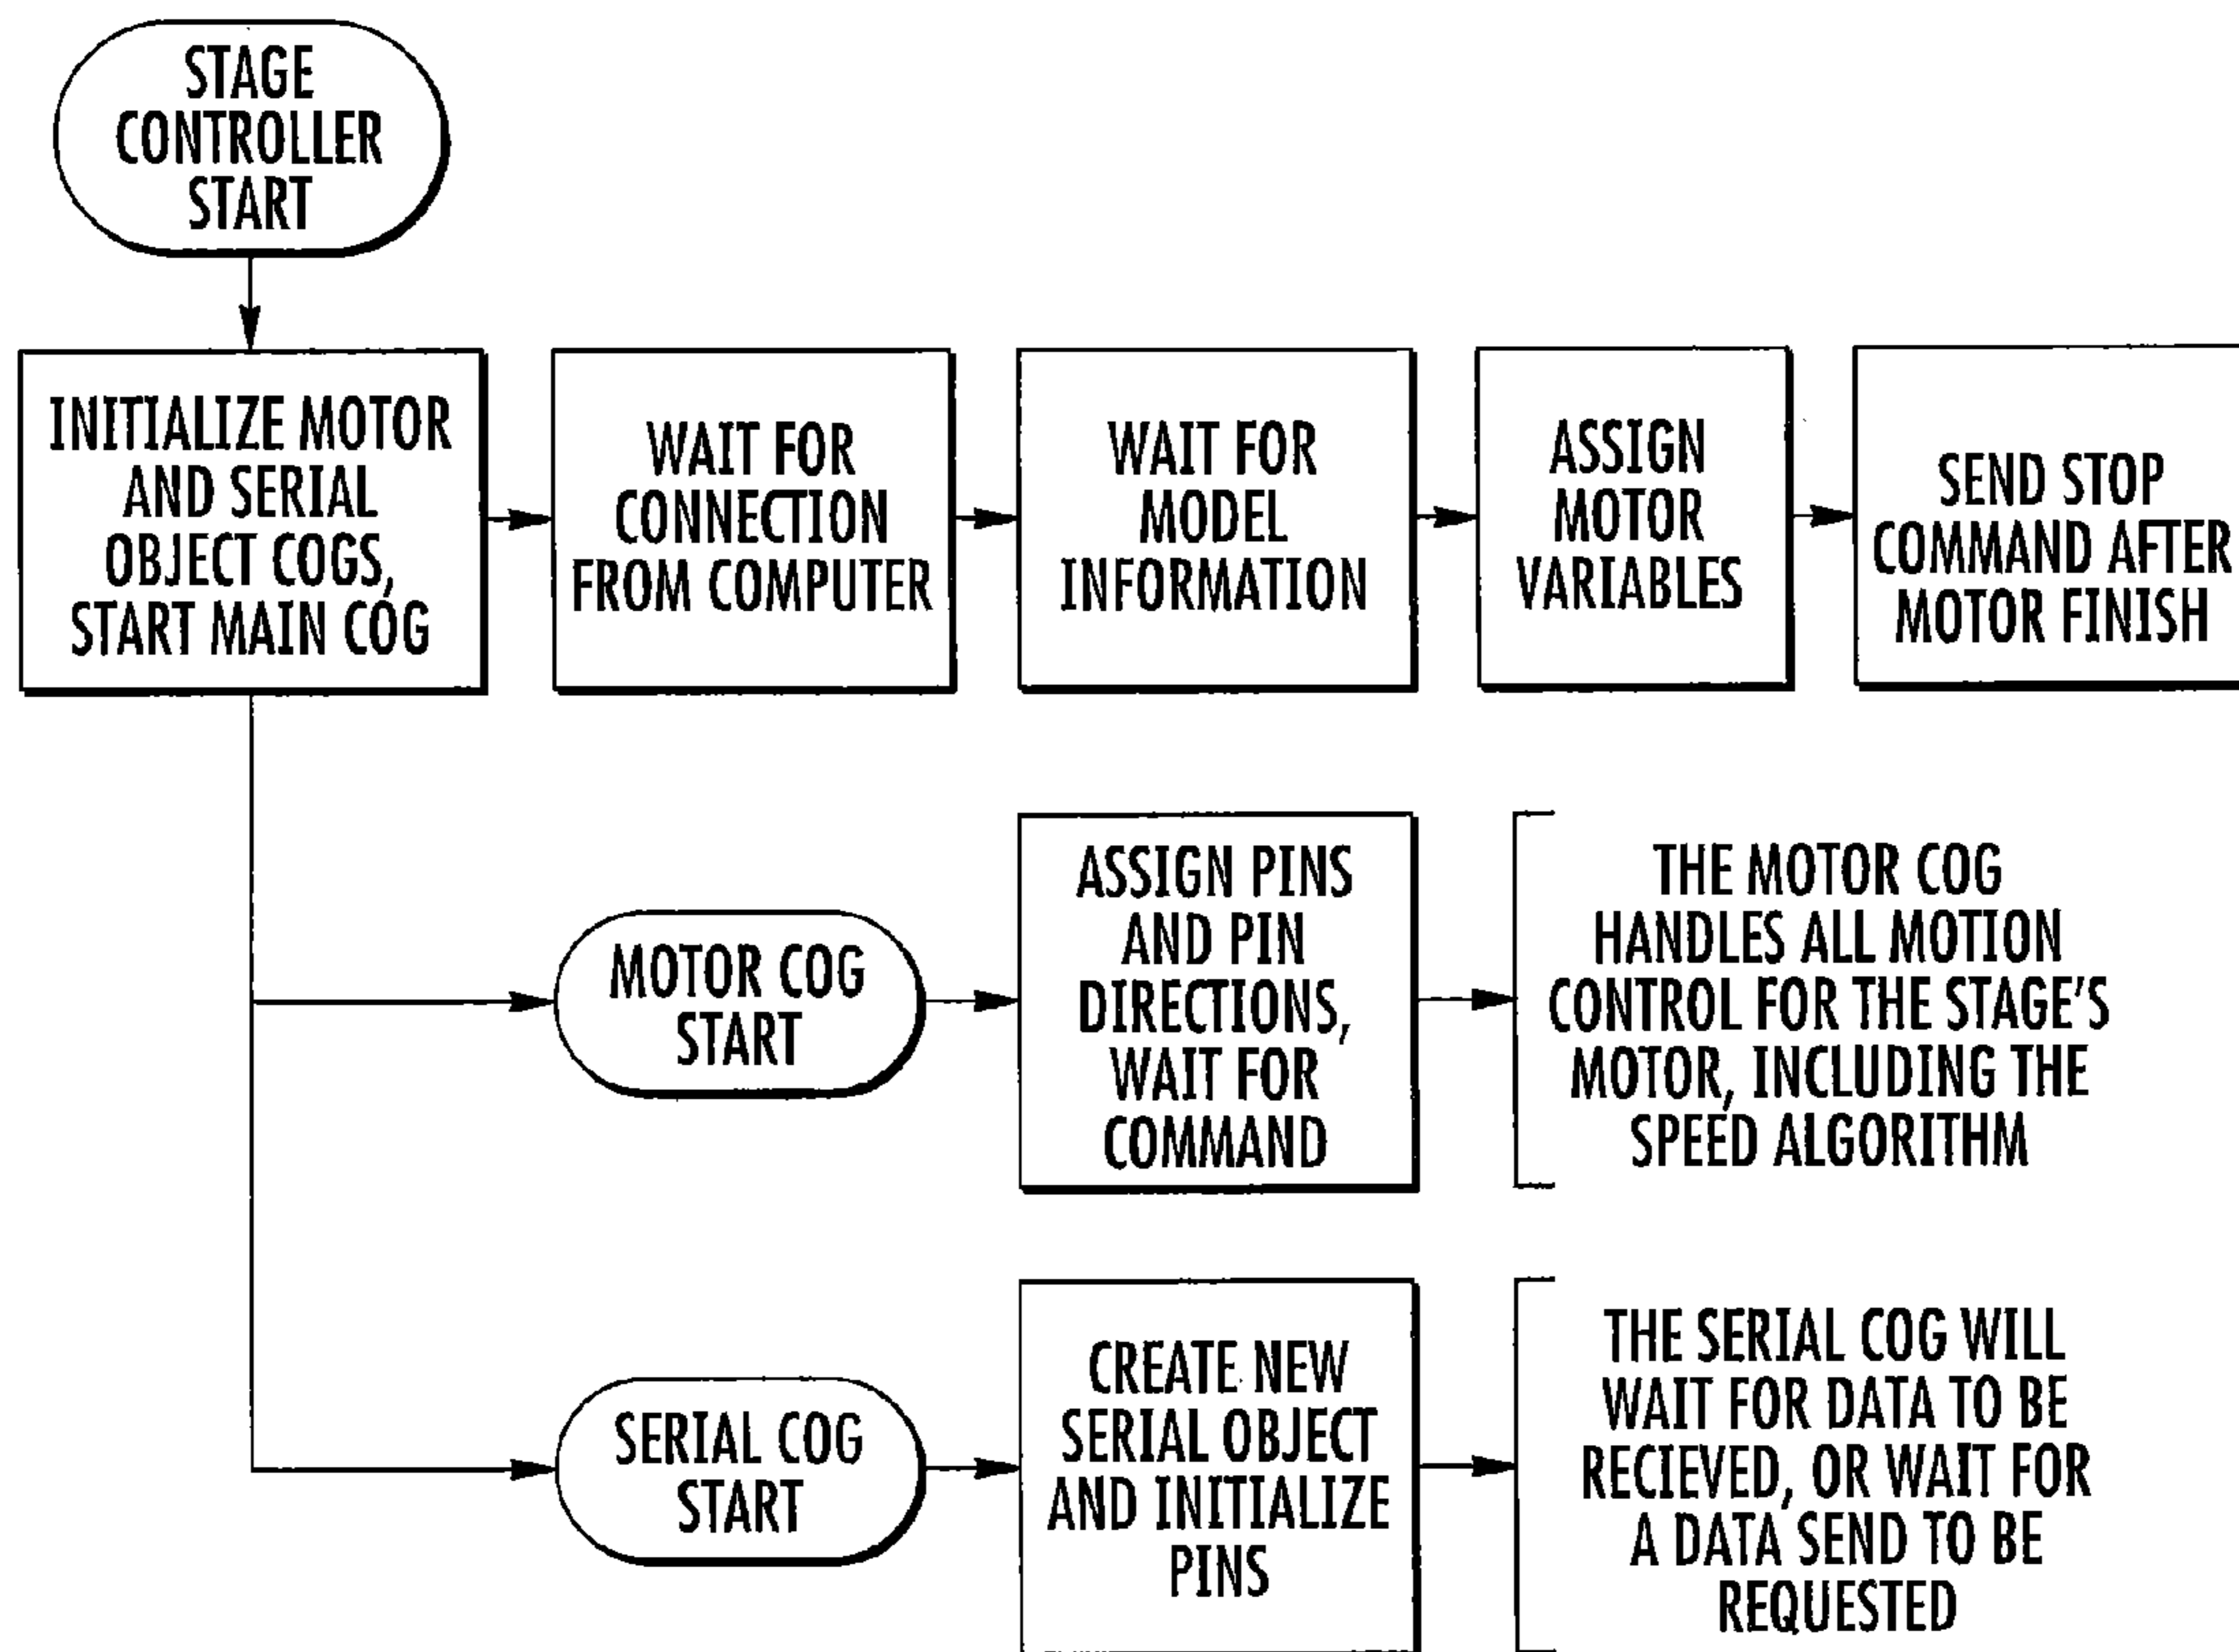 STAGE
CONTROLLER
START
INITIALIZE MOTOR
AND SERIAL
OBJECT COGS,
START MAIN COG
WAIT FOR
CONNECTION
FROM COMPUTER
WAIT FOR
MODEL
INFORMATION
ASSIGN
MOTOR
VARIABLES
SEND STOP
COMMAND AFTER
MOTOR FINISH
MOTOR COG
START
ASSIGN PINS
AND PIN
DIRECTIONS,
WAIT FOR
COMMAND
THE MOTOR COG
HANDLES ALL MOTION
CONTROL FOR THE STAGE'S
MOTOR, INCLUDING THE
SPEED ALGORITHM
SERIAL COG
START
CREATE NEW
SERIAL OBJECT
AND INITIALIZE
PINS
THE SERIAL COG WILL
WAIT FOR DATA TO BE
RECIEVED, OR WAIT FOR
A DATA SEND TO BE
REQUESTED